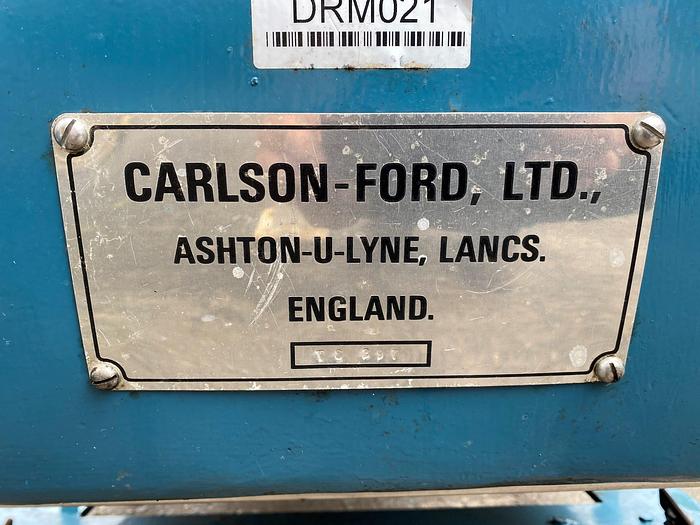 DRM021
CARLSON-FORD, LTD.,
ASHTON-U-LYNE, LANCS.
ENGLAND.